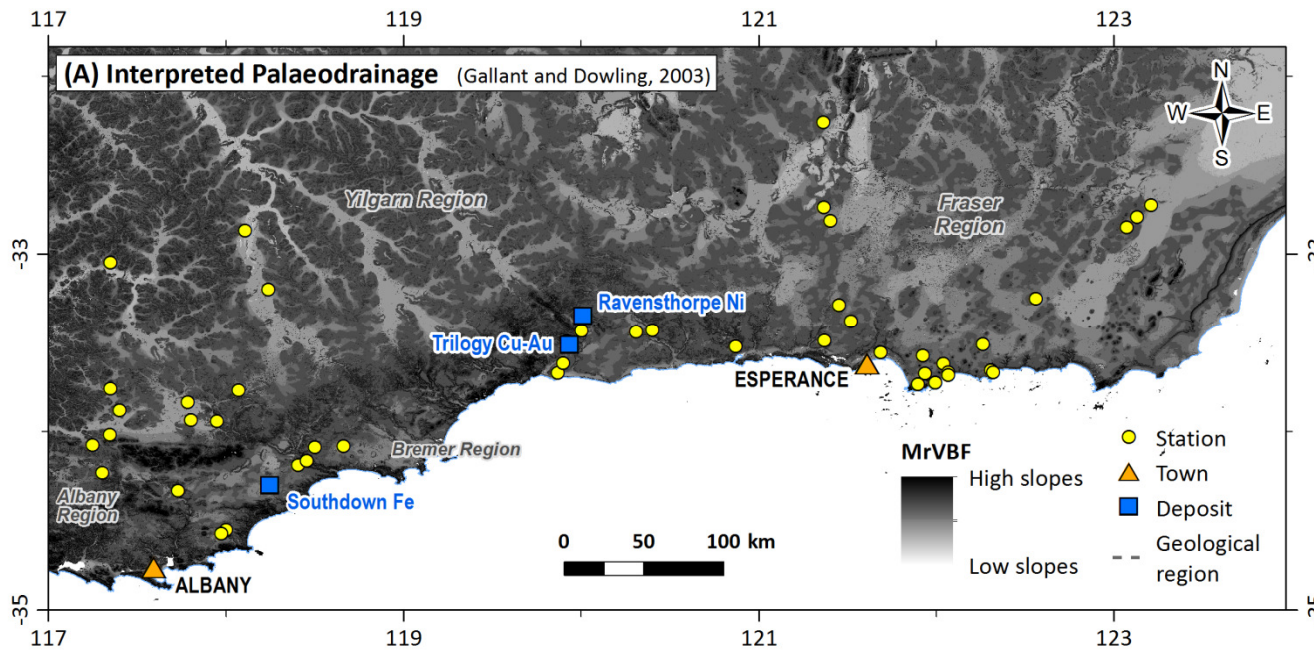 117
119
121
123
(A) Interpreted Palaeodrainage (Gallant and Dowling, 2003)
N
W
E
S
Yilgarn Region
Fraser
Region
-33
-33
Ravensthorpe Ni
Trilogy Cu-Au
ESPERANCE
Bremer Region
MrVBF
High slopes
Low slopes
Station
Town
Deposit
Geological
region
Albany
Region
Southdown Fe
0
50
100 km
ALBANY
-35
-35
117
119
121
123